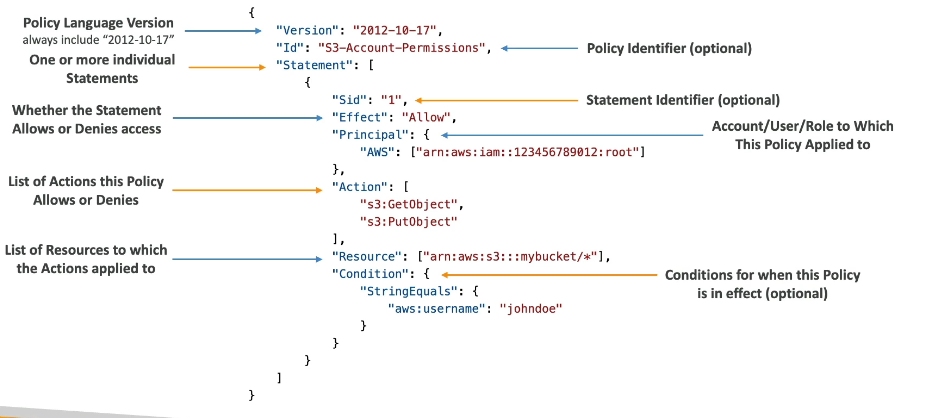 {
Policy Language Version
always include “2012-10-17”
"Version": "2012-10-17",
"Id": "S3-Account-Permissions",
Policy Identifier (optional)
One or more individual
Statements
"Statement": [
{
"Sid": "1",
Statement Identifier (optional)
Whether the Statement
Allows or Denies access
"Effect": "Allow",
"Principal": {
Account/User/Role to Which
This Policy Applied to
"AWS": ["arn:aws:iam::123456789012:root"]
},
List of Actions this Policy
Allows or Denies
"Action": [
"s3:GetObject",
"s3:PutObject"
],
List of Resources to which
the Actions applied to
"Resource": ["arn:aws:s3:::mybucket/*"],
"Condition": {
Conditions for when this Policy
is in effect (optional)
"StringEquals": {
"aws:username": "johndoe"
}
}
}
]
}